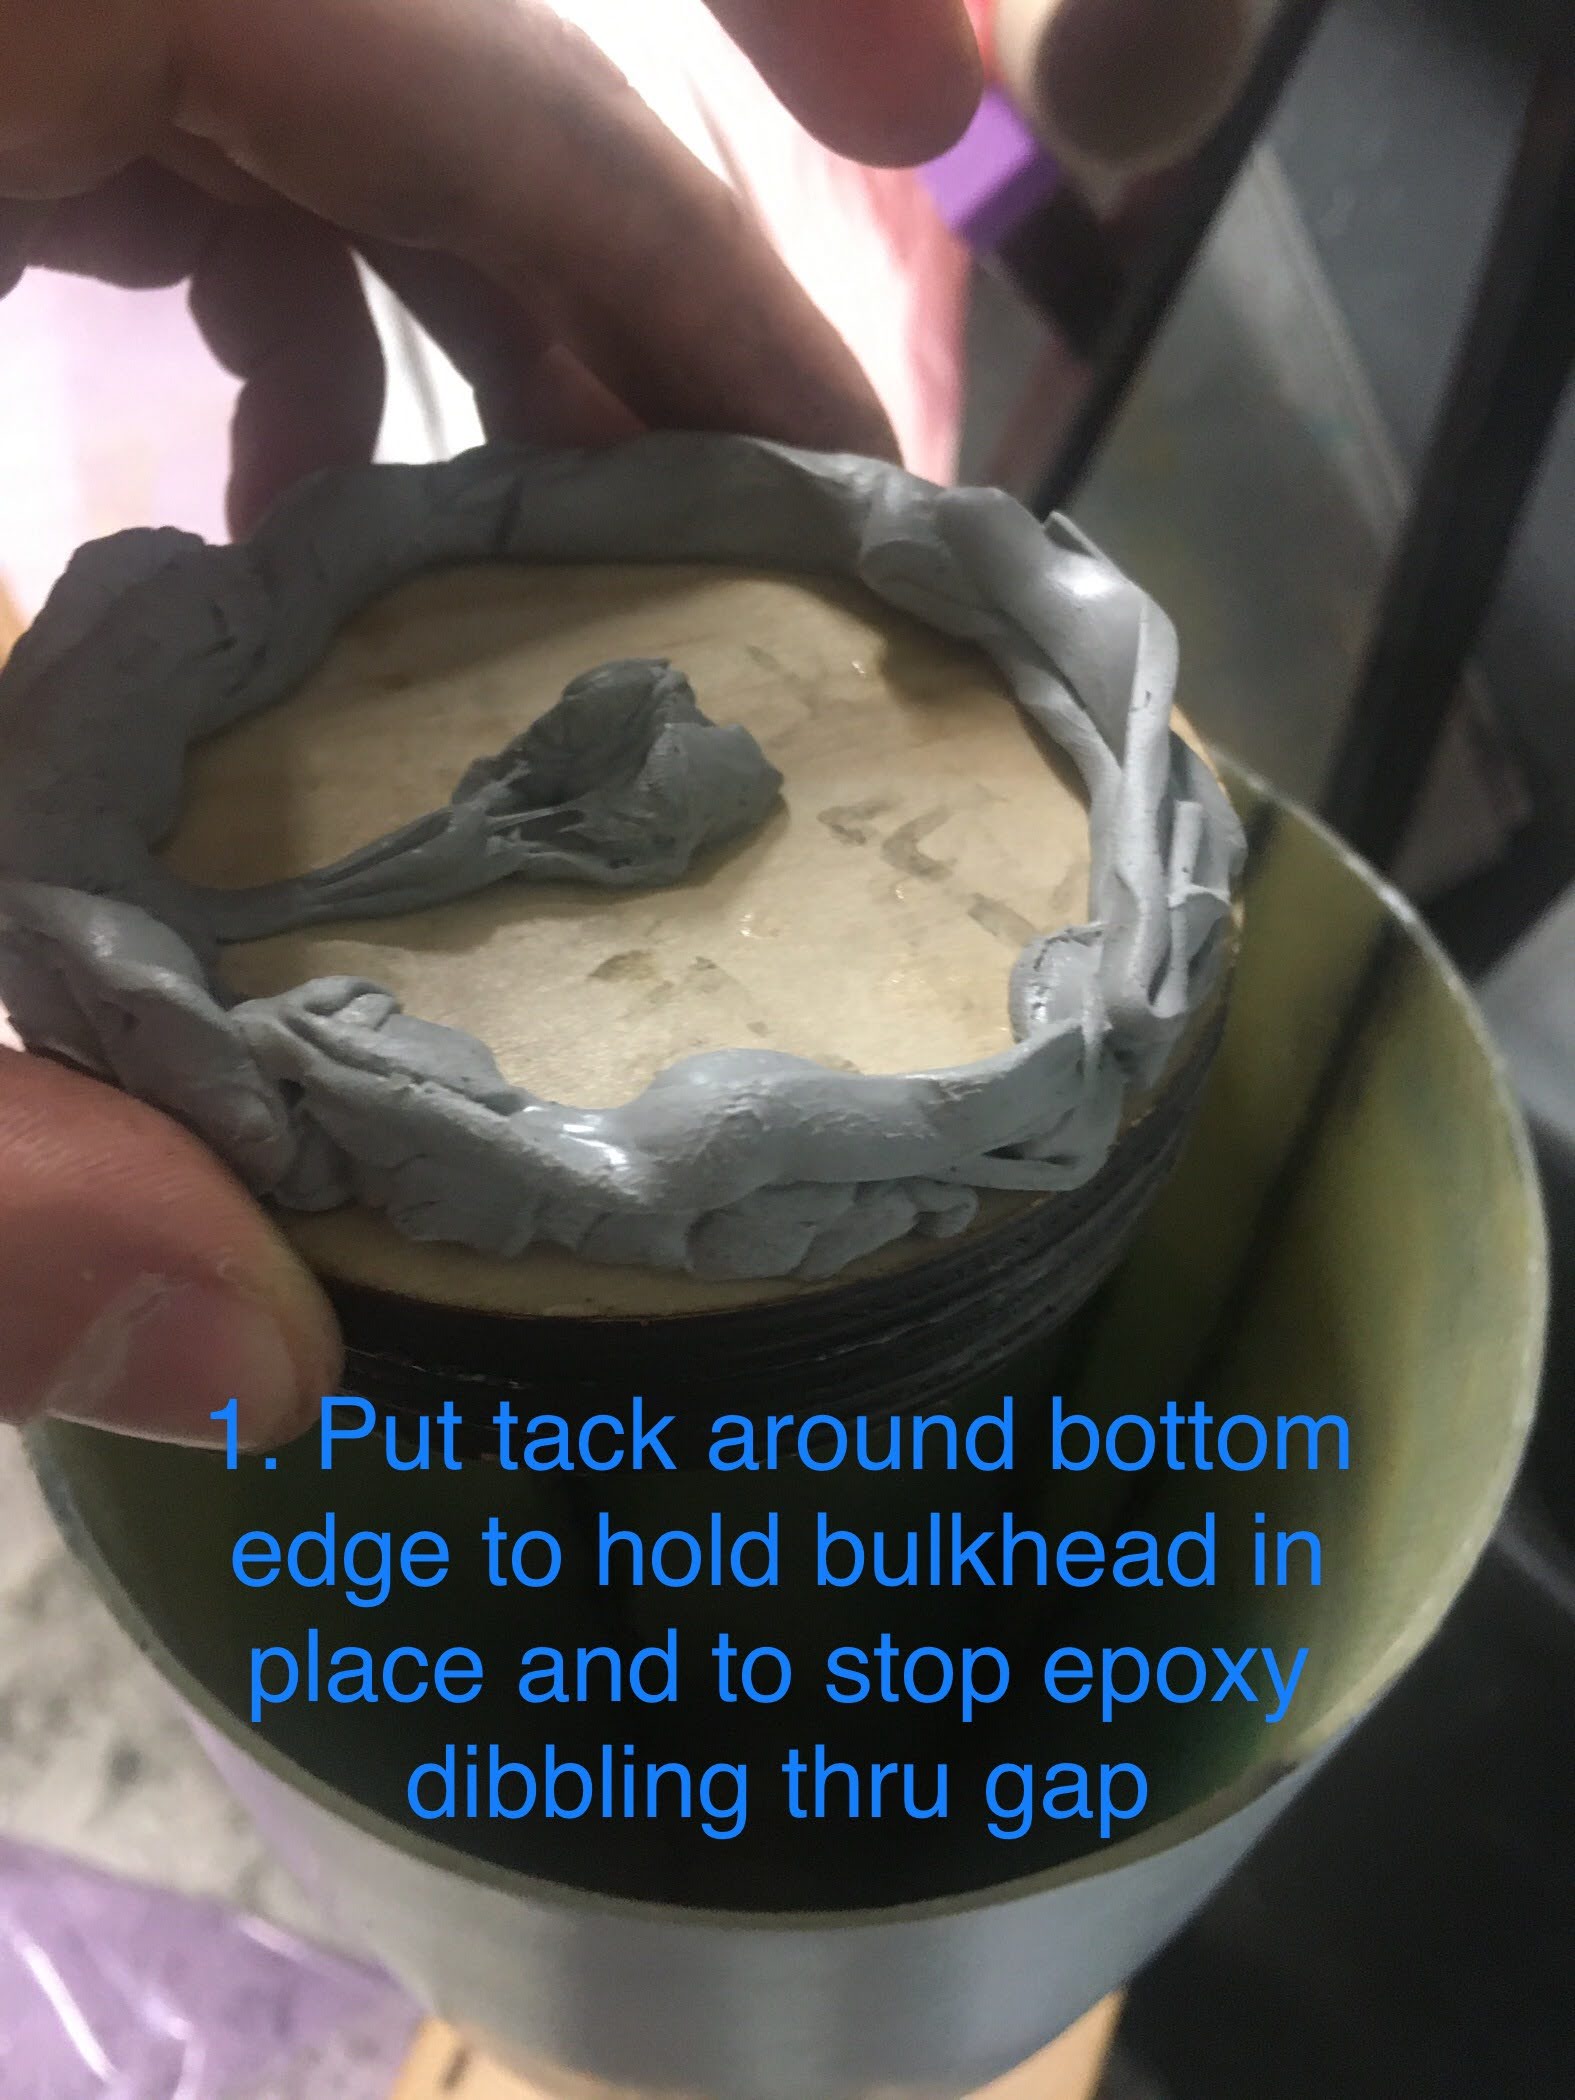 1. Put tack around bottom
edge to hold bulkhead in
place and to stop epoxy
dibbling thru gap